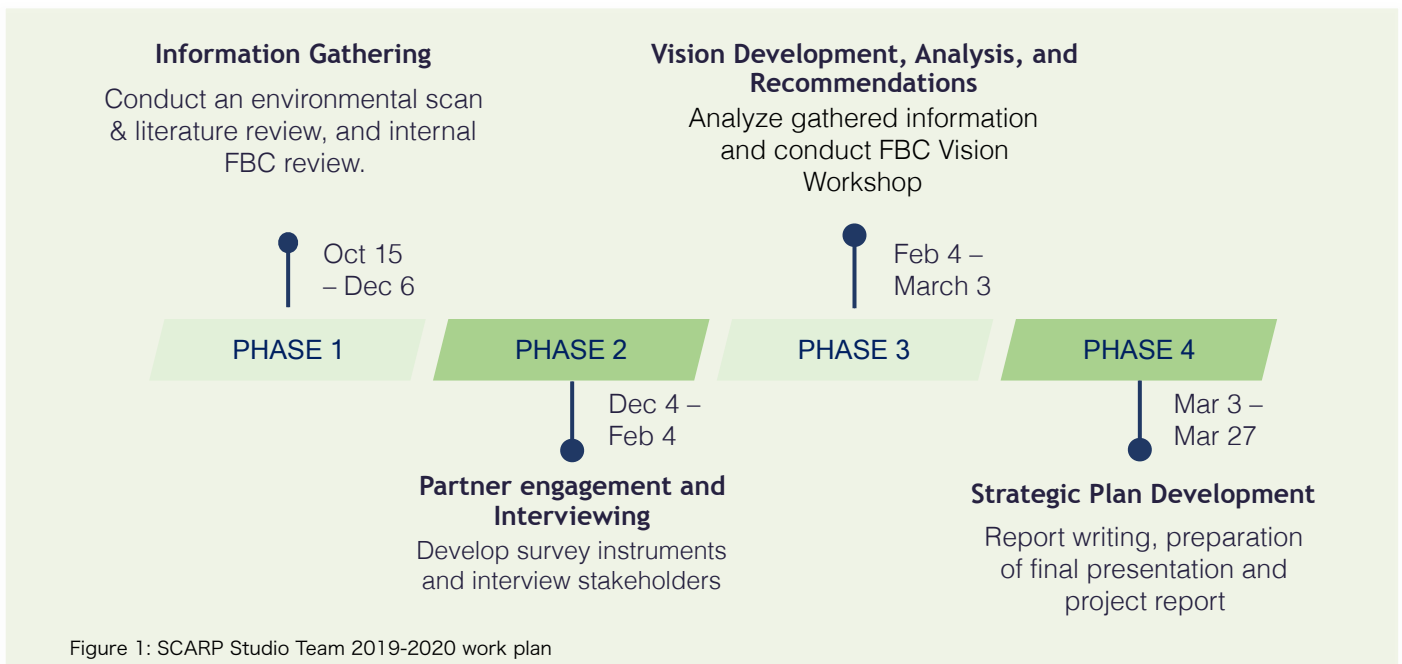 Information Gathering
Conduct an environmental scan
& literature review, and internal
FBC review.
Oct 15
– Dec 6
Vision Development, Analysis, and
Recommendations
Analyze gathered information
and conduct FBC Vision
Workshop
Feb 4 –
March 3
PHASE 1
PHASE 2
PHASE 3
PHASE 4
Dec 4 –
Feb 4
Partner engagement and
Interviewing
Develop survey instruments
and interview stakeholders
Mar 3 –
Mar 27
Strategic Plan Development
Report writing, preparation
of final presentation and
project report
Figure 1: SCARP Studio Team 2019-2020 work plan